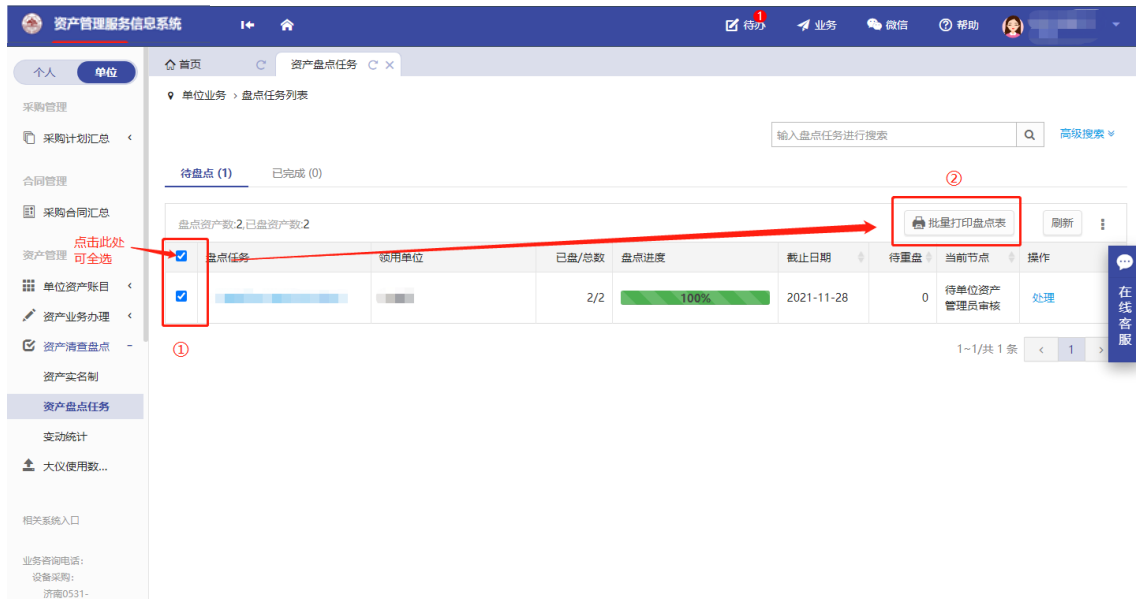 资产管理服务信息系统
1
待办 业务 微信 帮助
个人 单位
首页 资产盘点任务
单位业务 › 盘点任务列表
采购管理
采购计划汇总
输入盘点任务进行搜索 高级搜索
待盘点 (1) 已完成 (0)
合同管理
②
采购合同汇总
盘点资产数:2,已盘资产数:2 批量打印盘点表 刷新
点击此处
可全选
资产管理
盘点任务 领用单位 已盘/总数 盘点进度 截止日期 待重盘 当前节点 操作
单位资产账目
2/2 100% 2021-11-28 0 待单位资产管理员审核 处理
资产业务办理
在线客服
资产清查盘点
①
1~1/共 1 条 ‹ 1 ›
资产实名制
资产盘点任务
变动统计
大仪使用数...
相关系统入口
业务咨询电话:
设备采购:
济南0531-